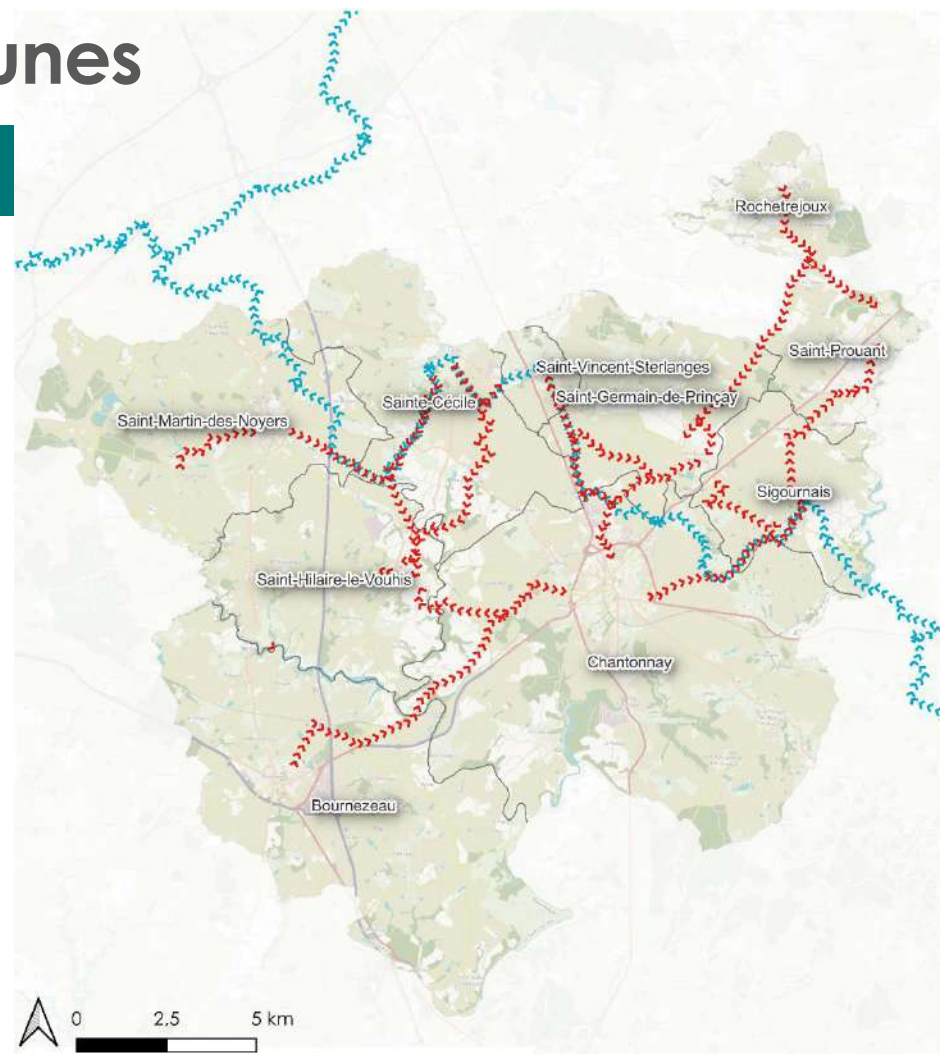 unes
Rochetrejoux
Saint-Prouant
Saint-Vincent-Sterlanges
Saint-Germain-de-Prinçay
Sainte-Cécile
Saint-Martin-des-Noyers
Sigournais
Saint-Hilaire-le-Vouhis
Chantonnay
Bournezeau
0 2,5 5 km